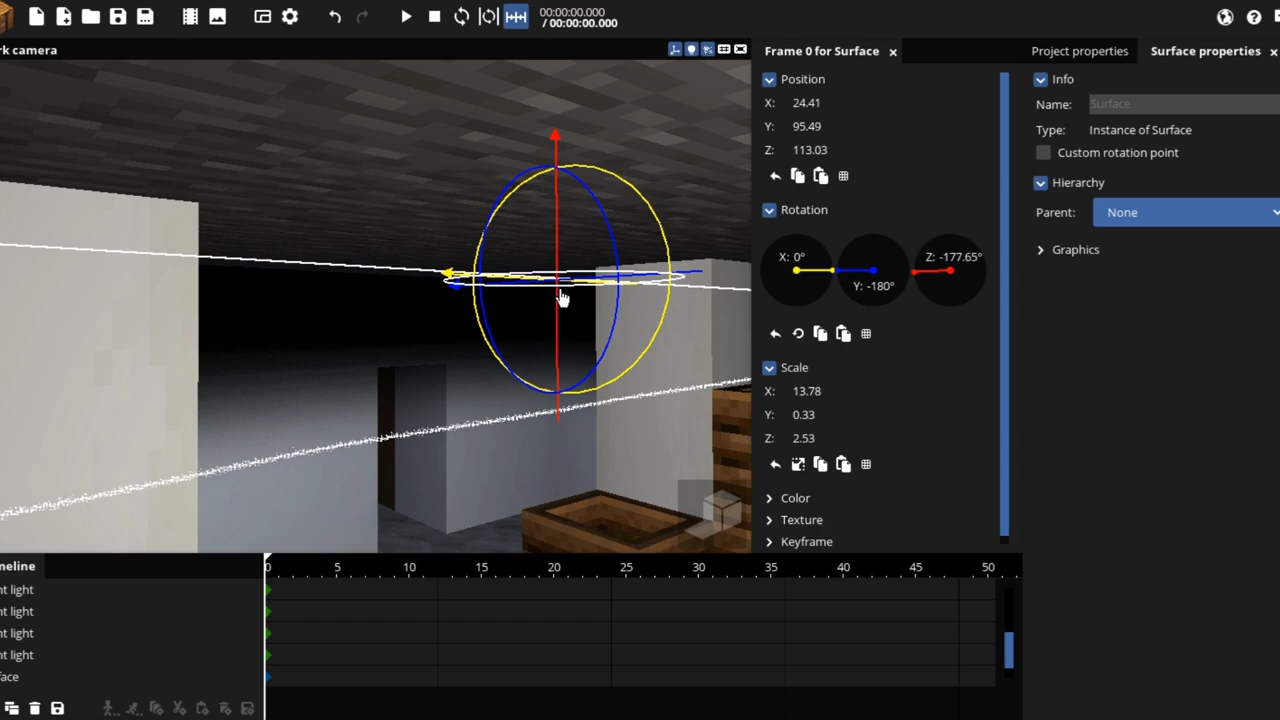 00:00:00.000
/ 00:00:00.000
rk camera
Frame 0 for Surface
Project properties
Surface properties
Position
X: 24.41
Y: 95.49
Z: 113.03
Rotation
X: 0°
Y: -180°
Z: -177.65°
Scale
X: 13.78
Y: 0.33
Z: 2.53
Color
Texture
Keyframe
Info
Name: Surface
Type: Instance of Surface
Custom rotation point
Hierarchy
Parent: None
Graphics
meline
0 5 10 15 20 25 30 35 40 45 50
nt light
nt light
nt light
nt light
face